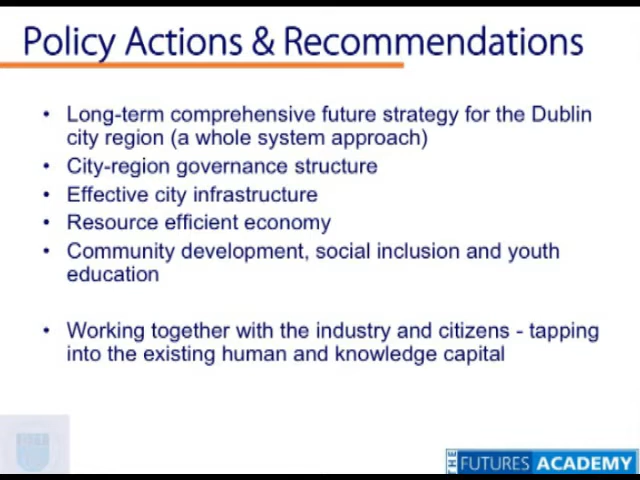 Policy Actions & Recommendations
• Long-term comprehensive future strategy for the Dublin
city region (a whole system approach)
• City-region governance structure
• Effective city infrastructure
• Resource efficient economy
• Community development, social inclusion and youth
education
• Working together with the industry and citizens - tapping
into the existing human and knowledge capital
THE FUTURES ACADEMY